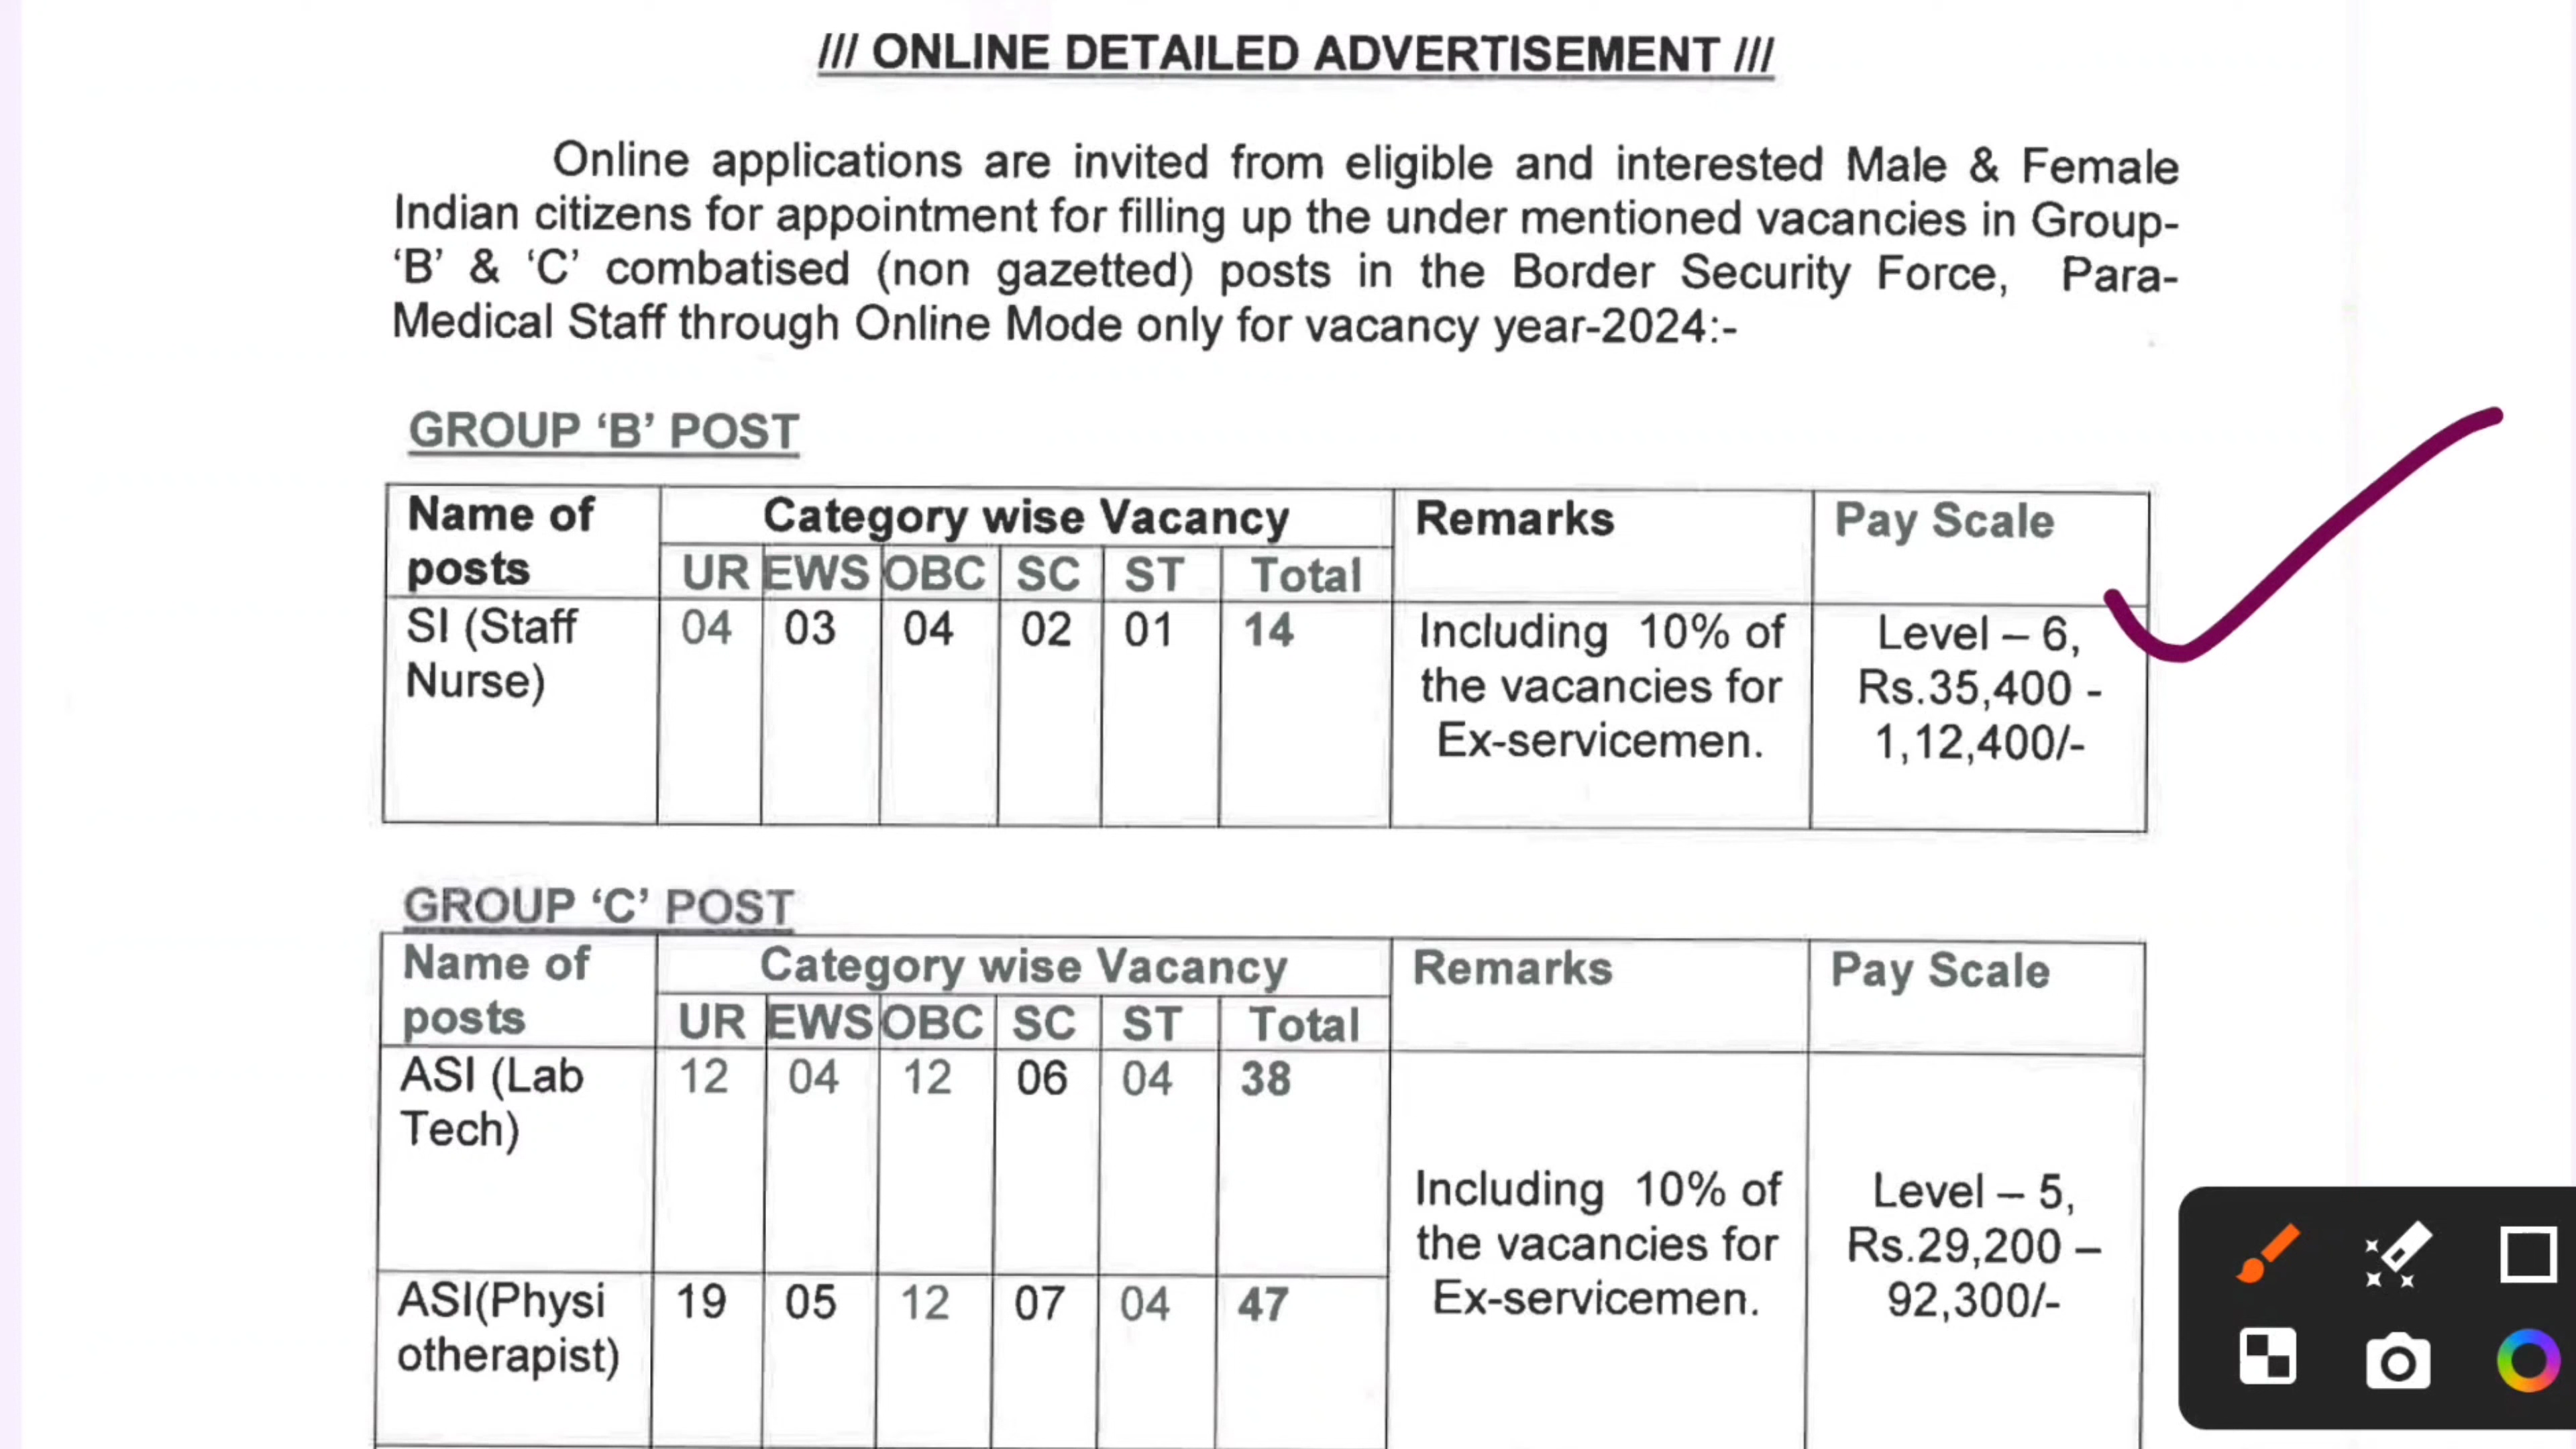 /// ONLINE DETAILED ADVERTISEMENT ///
Online applications are invited from eligible and interested Male & Female
Indian citizens for appointment for filling up the under mentioned vacancies in Group-
‘B’ & ‘C’ combatised (non gazetted) posts in the Border Security Force, Para-
Medical Staff through Online Mode only for vacancy year-2024:-
GROUP ‘B’ POST
Name of posts | Category wise Vacancy | Remarks | Pay Scale
UR | EWS | OBC | SC | ST | Total
SI (Staff Nurse) | 04 | 03 | 04 | 02 | 01 | 14 | Including 10% of the vacancies for Ex-servicemen. | Level – 6, Rs.35,400 - 1,12,400/-
GROUP ‘C’ POST
Name of posts | Category wise Vacancy | Remarks | Pay Scale
UR | EWS | OBC | SC | ST | Total
ASI (Lab Tech) | 12 | 04 | 12 | 06 | 04 | 38
Including 10% of the vacancies for Ex-servicemen. | Level – 5, Rs.29,200 – 92,300/-
ASI(Physi otherapist) | 19 | 05 | 12 | 07 | 04 | 47